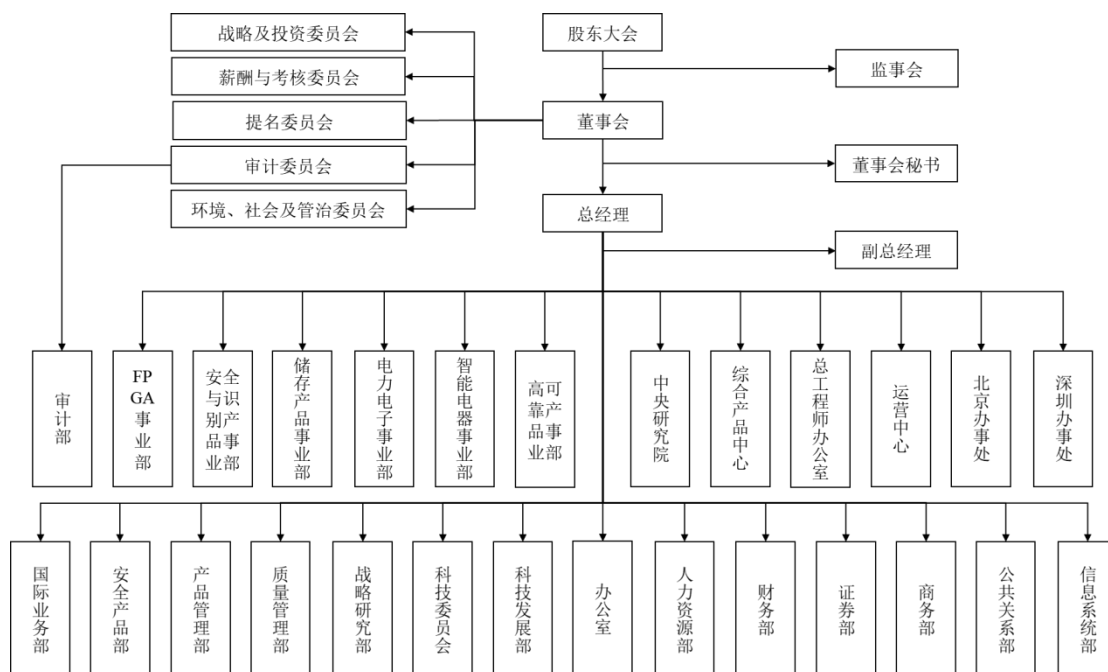 战略及投资委员会
股东大会
薪酬与考核委员会
监事会
提名委员会
董事会
审计委员会
董事会秘书
环境、社会及管治委员会
总经理
副总经理
审计部
FPGA事业部
安全与识别产品事业部
储存产品事业部
电力电子事业部
智能电器事业部
高可靠产品事业部
中央研究院
综合产品中心
总工程师办公室
运营中心
北京办事处
深圳办事处
国际业务部
安全产品部
产品管理部
质量管理部
战略研究部
科技委员会
科技发展部
办公室
人力资源部
财务部
证券部
商务部
公共关系部
信息系统部